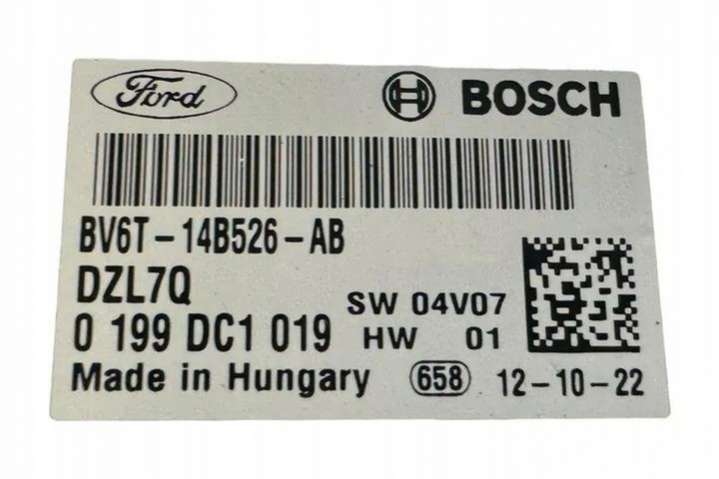 Ford BOSCH
BV6T-14B526-AB
DZL7Q
SW 04V07
0 199 DC1 019 HW 01
Made in Hungary 658 12-10-22